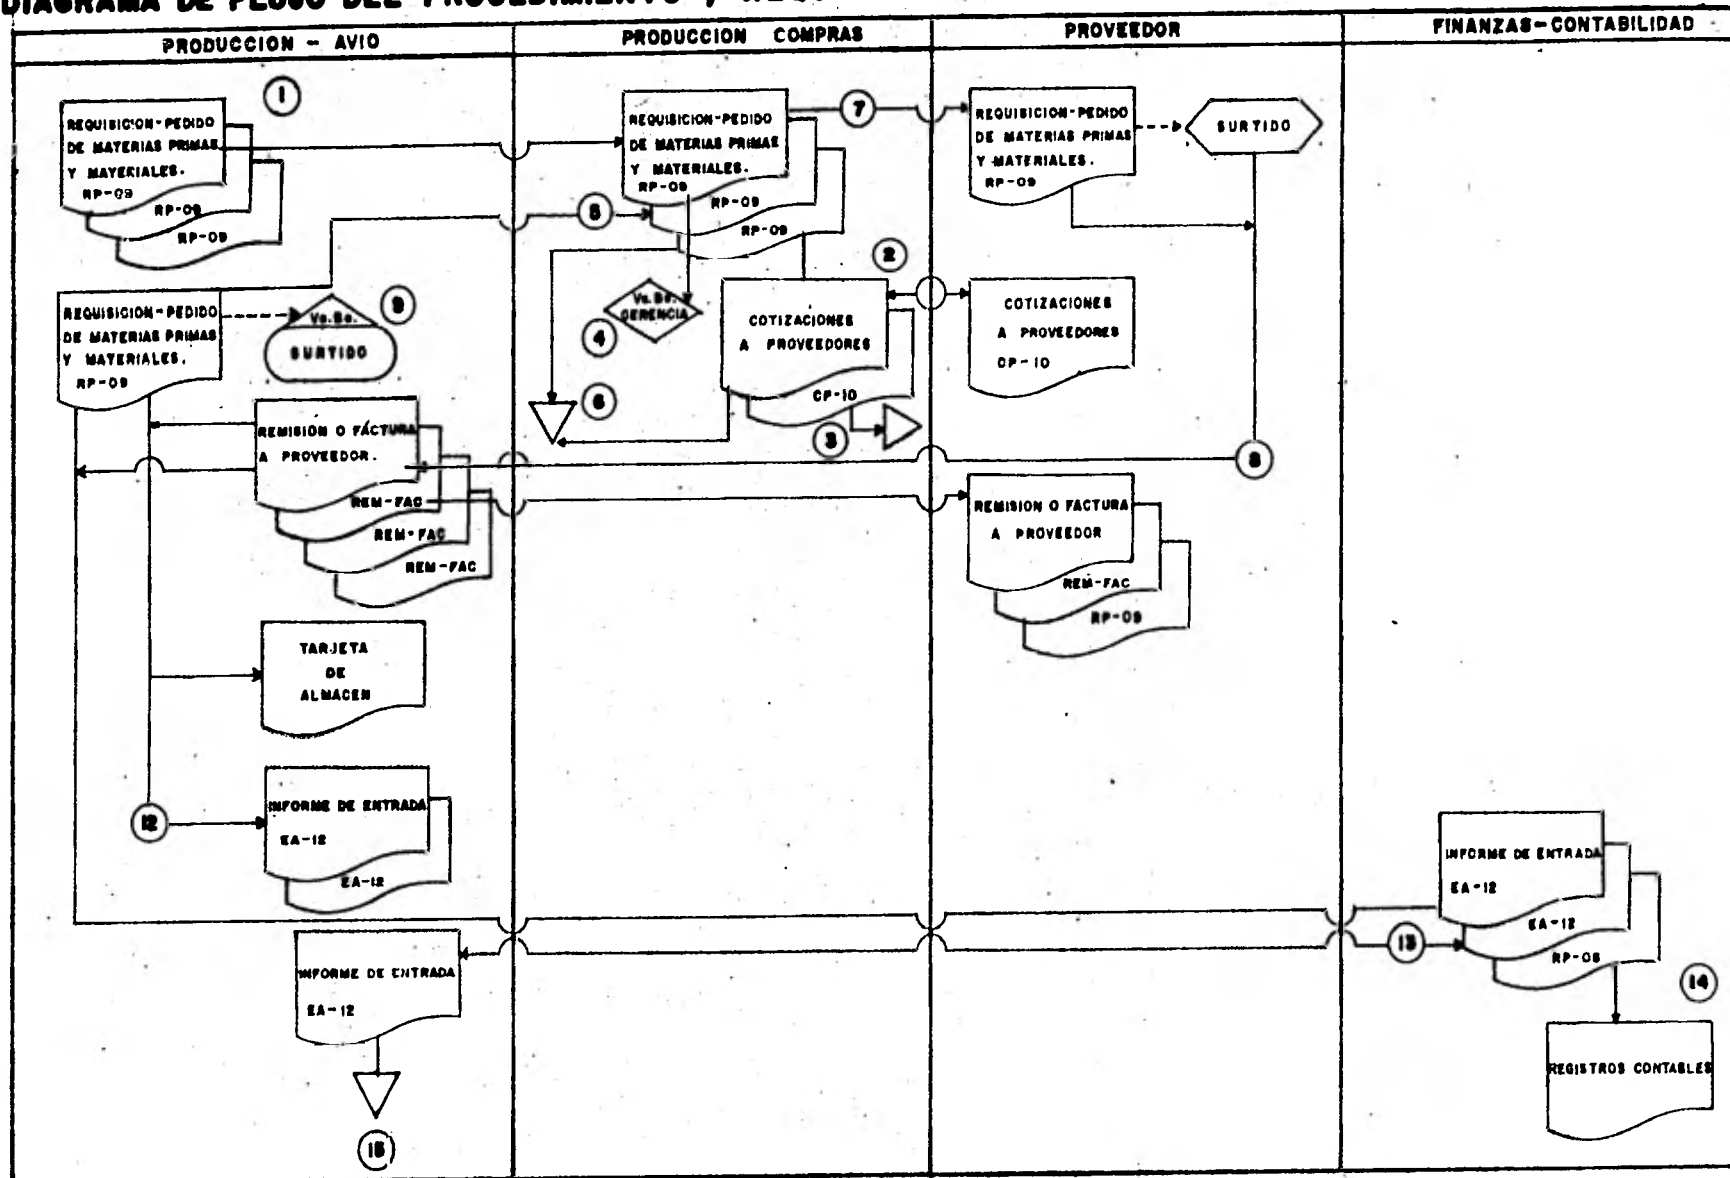 DIAGRAMA DE FLUJO DEL PROCEDIMIENTO ;
PRODUCCION - AVIO
PRODUCCION COMPRAS
PROVEEDOR
FINANZAS-CONTABILIDAD
1
REQUISICION-PEDIDO
DE MATERIAS PRIMAS
Y MATERIALES.
RP-09
RP-09
RP-09
REQUISICION-PEDIDO
DE MATERIAS PRIMAS
Y MATERIALES.
RP-09
RP-09
RP-09
7
REQUISICION-PEDIDO
DE MATERIAS PRIMAS
Y MATERIALES.
RP-09
SURTIDO
5
2
REQUISICION-PEDIDO
DE MATERIAS PRIMAS
Y MATERIALES.
RP-09
Vo.Bo.
SURTIDO
9
Vo.Bo.
GERENCIA
4
COTIZACIONES
A PROVEEDORES
CP-10
COTIZACIONES
A PROVEEDORES
CP-10
6
3
8
REMISION O FACTURA
A PROVEEDOR.
REM-FAC
REM-FAC
REM-FAC
REMISION O FACTURA
A PROVEEDOR
REM-FAC
RP-09
TARJETA
DE
ALMACEN
12
INFORME DE ENTRADA
EA-12
EA-12
INFORME DE ENTRADA
EA-12
EA-12
13
14
INFORME DE ENTRADA
EA-12
REGISTROS CONTABLES
15